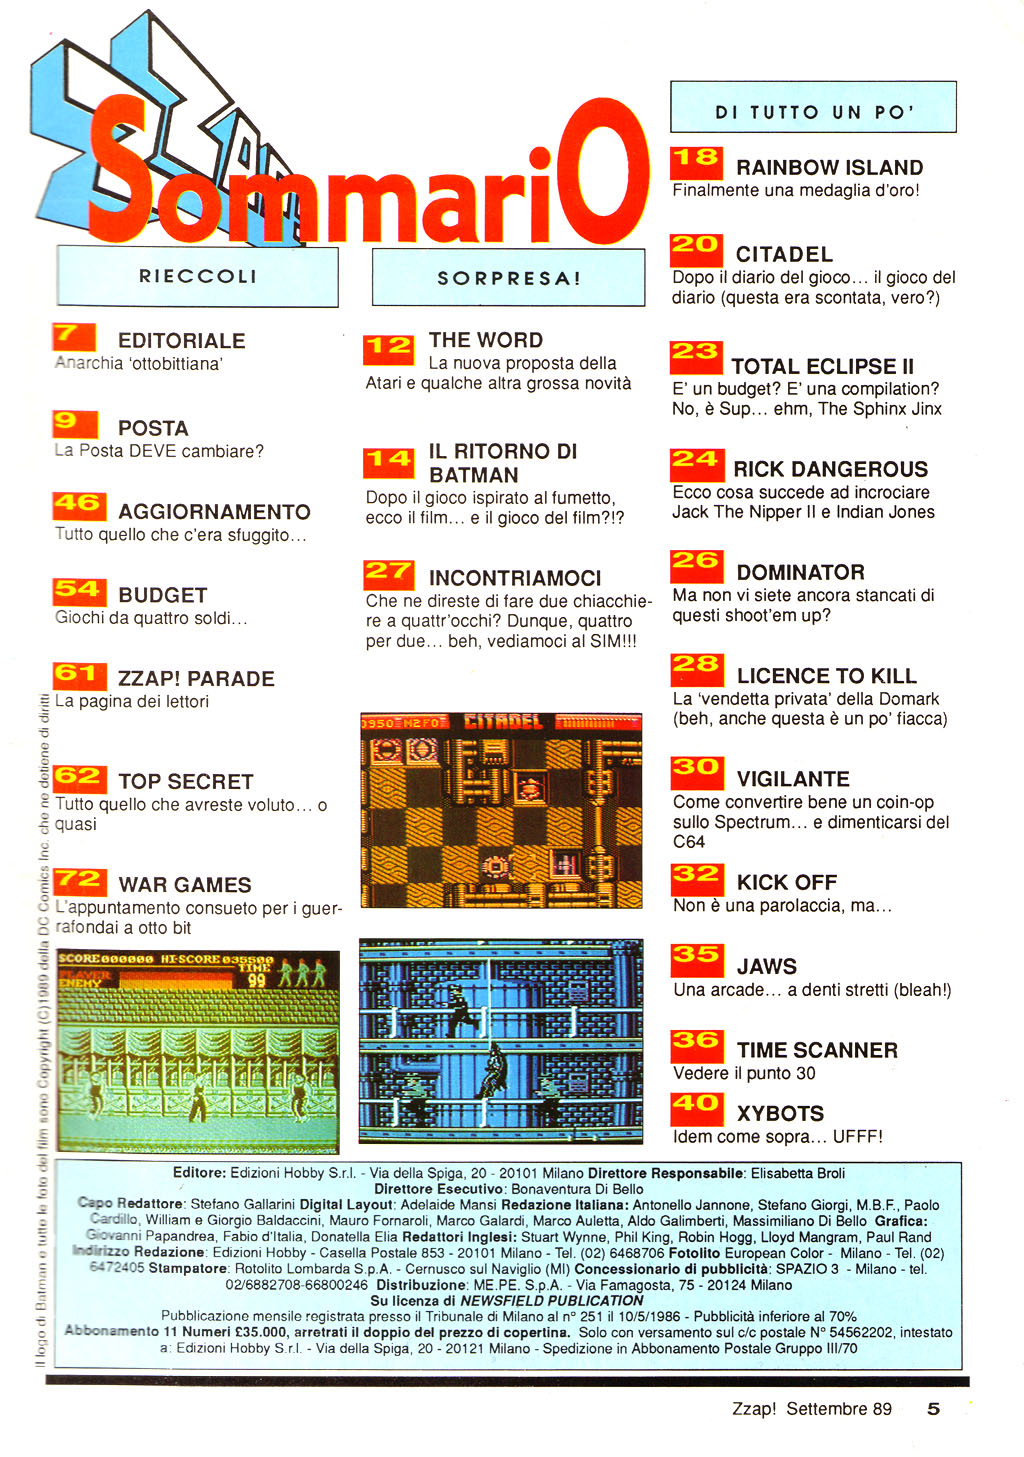 ZZAP!
SommariO
RIECCOLI
7 EDITORIALE
Anarchia 'ottobittiana'
9 POSTA
La Posta DEVE cambiare?
46 AGGIORNAMENTO
Tutto quello che c'era sfuggito...
54 BUDGET
Giochi da quattro soldi...
61 ZZAP! PARADE
La pagina dei lettori
62 TOP SECRET
Tutto quello che avreste voluto... o
quasi
72 WAR GAMES
L'appuntamento consueto per i guer-
rafondai a otto bit
SCORE000000 HI-SCORE035500
PLAYER
ENEMY
TIME
99
SORPRESA!
12 THE WORD
La nuova proposta della
Atari e qualche altra grossa novità
14 IL RITORNO DI
BATMAN
Dopo il gioco ispirato al fumetto,
ecco il film... e il gioco del film?!?
27 INCONTRIAMOCI
Che ne direste di fare due chiacchie-
re a quattr'occhi? Dunque, quattro
per due... beh, vediamoci al SIM!!!
0950 M2F0 CITADEL
DI TUTTO UN PO'
18 RAINBOW ISLAND
Finalmente una medaglia d'oro!
20 CITADEL
Dopo il diario del gioco... il gioco del
diario (questa era scontata, vero?)
23 TOTAL ECLIPSE II
E' un budget? E' una compilation?
No, è Sup... ehm, The Sphinx Jinx
24 RICK DANGEROUS
Ecco cosa succede ad incrociare
Jack The Nipper II e Indian Jones
26 DOMINATOR
Ma non vi siete ancora stancati di
questi shoot'em up?
28 LICENCE TO KILL
La 'vendetta privata' della Domark
(beh, anche questa è un po' fiacca)
30 VIGILANTE
Come convertire bene un coin-op
sullo Spectrum... e dimenticarsi del
C64
32 KICK OFF
Non è una parolaccia, ma...
35 JAWS
Una arcade... a denti stretti (bleah!)
36 TIME SCANNER
Vedere il punto 30
40 XYBOTS
Idem come sopra... UFFF!
Il logo di Batman e tutte le foto del film sono Copyright (C)1989 della DC Comics Inc. che ne detiene di diritti
Editore: Edizioni Hobby S.r.l. - Via della Spiga, 20 - 20101 Milano Direttore Responsabile: Elisabetta Broli
Direttore Esecutivo: Bonaventura Di Bello
Capo Redattore: Stefano Gallarini Digital Layout: Adelaide Mansi Redazione Italiana: Antonello Jannone, Stefano Giorgi, M.B.F., Paolo
Cardillo, William e Giorgio Baldaccini, Mauro Fornaroli, Marco Galardi, Marco Auletta, Aldo Galimberti, Massimiliano Di Bello Grafica:
Giovanni Papandrea, Fabio d'Italia, Donatella Elia Redattori Inglesi: Stuart Wynne, Phil King, Robin Hogg, Lloyd Mangram, Paul Rand
Indirizzo Redazione: Edizioni Hobby - Casella Postale 853 - 20101 Milano - Tel. (02) 6468706 Fotolito European Color - Milano - Tel. (02)
6472405 Stampatore: Rotolito Lombarda S.p.A. - Cernusco sul Naviglio (MI) Concessionario di pubblicità: SPAZIO 3 - Milano - tel.
02/6882708-66800246 Distribuzione: ME.PE. S.p.A. - Via Famagosta, 75 - 20124 Milano
Su licenza di NEWSFIELD PUBLICATION
Pubblicazione mensile registrata presso il Tribunale di Milano al n° 251 il 10/5/1986 - Pubblicità inferiore al 70%
Abbonamento 11 Numeri £35.000, arretrati il doppio del prezzo di copertina. Solo con versamento sul c/c postale N° 54562202, intestato
a: Edizioni Hobby S.r.l. - Via della Spiga, 20 - 20121 Milano - Spedizione in Abbonamento Postale Gruppo III/70
Zzap! Settembre 89 5